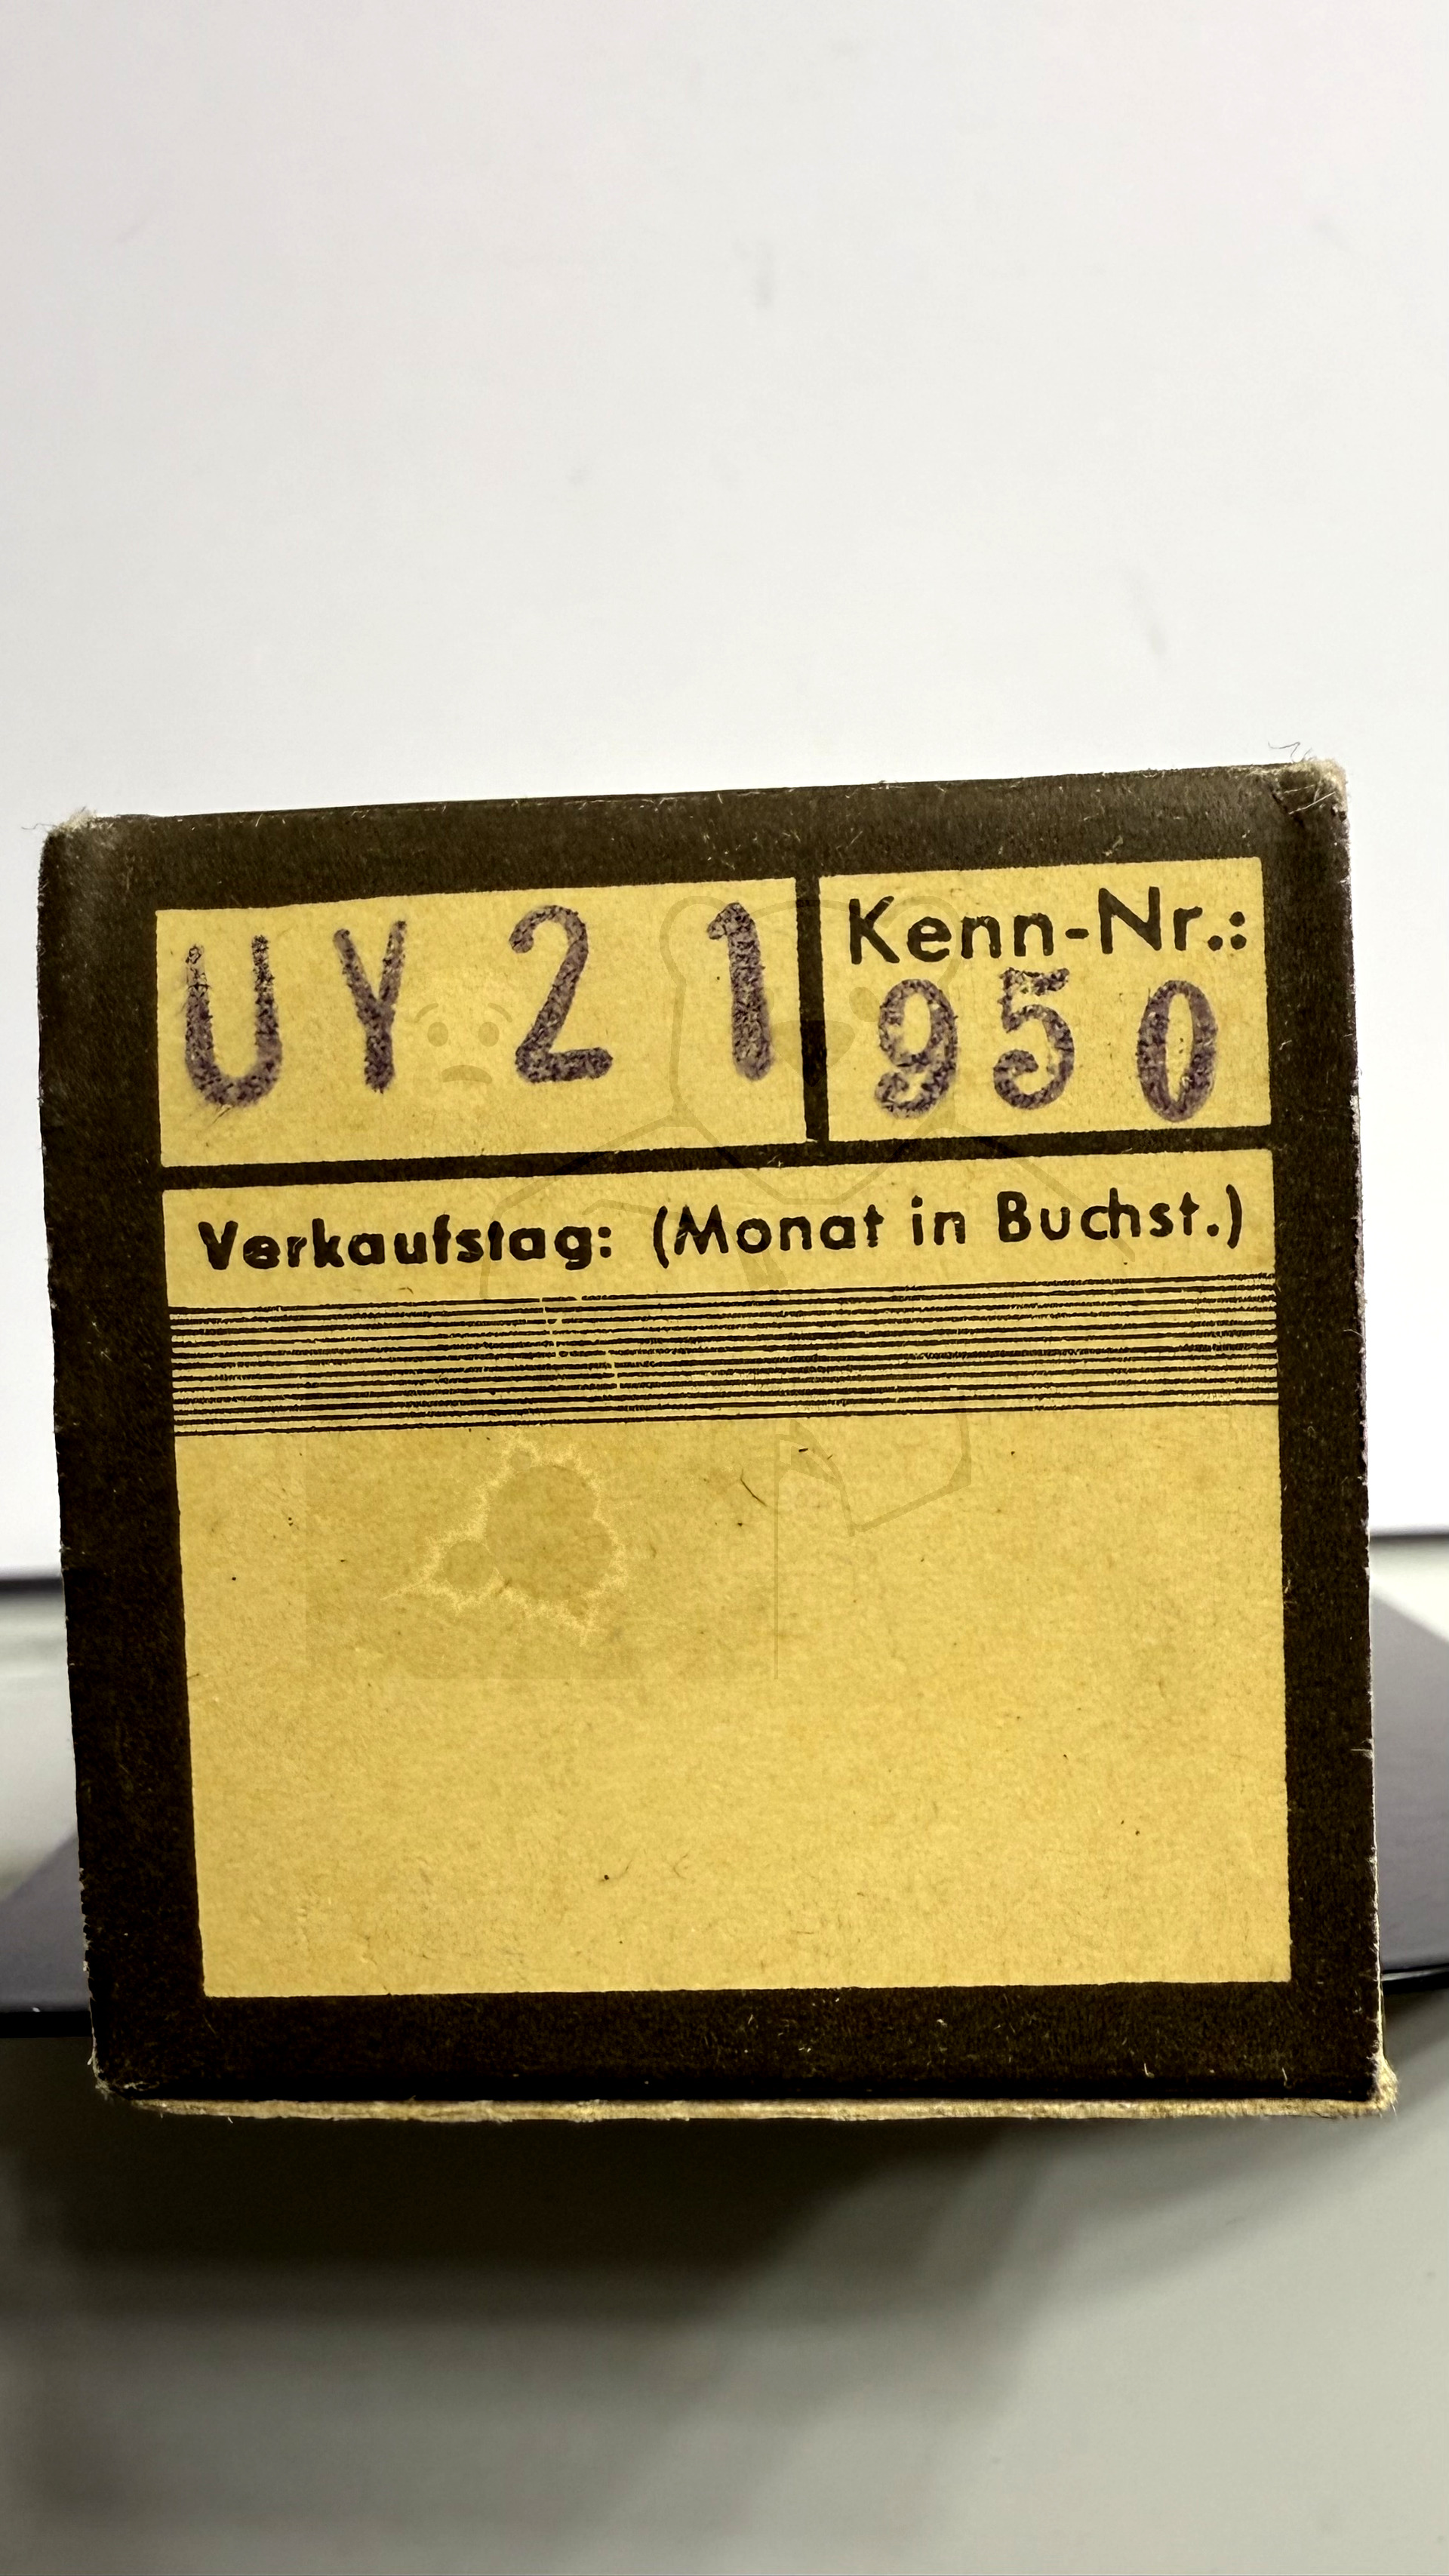 UY 21
Kenn-Nr.:
950
Verkaufstag: (Monat in Buchst.)